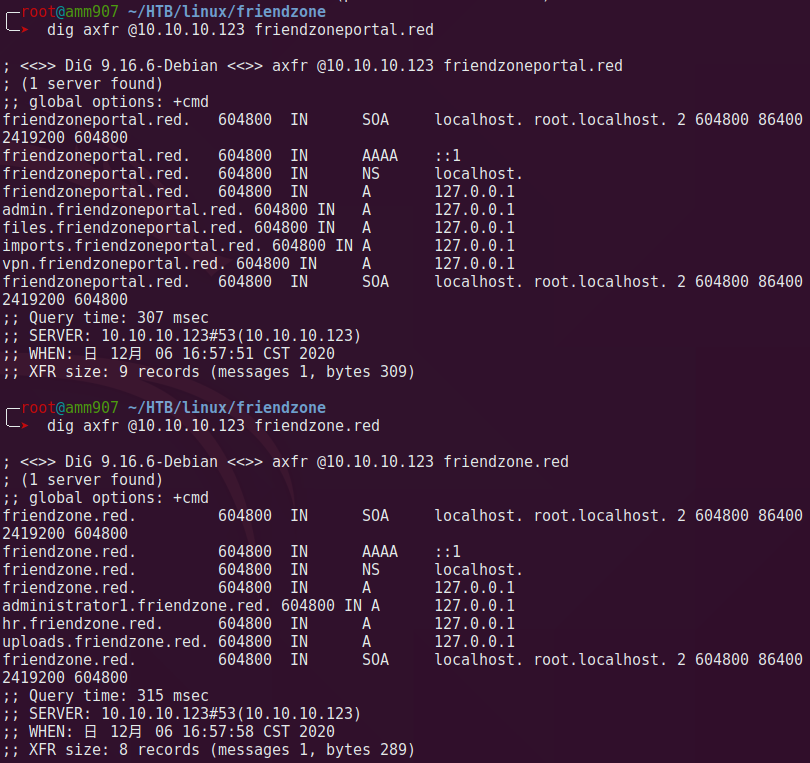 root@amm907 ~/HTB/linux/friendzone
dig axfr @10.10.10.123 friendzoneportal.red
; <<>> DiG 9.16.6-Debian <<>> axfr @10.10.10.123 friendzoneportal.red
; (1 server found)
;; global options: +cmd
friendzoneportal.red.   604800  IN      SOA     localhost. root.localhost. 2 604800 86400
2419200 604800
friendzoneportal.red.   604800  IN      AAAA    ::1
friendzoneportal.red.   604800  IN      NS      localhost.
friendzoneportal.red.   604800  IN      A       127.0.0.1
admin.friendzoneportal.red. 604800 IN   A       127.0.0.1
files.friendzoneportal.red. 604800 IN   A       127.0.0.1
imports.friendzoneportal.red. 604800 IN A       127.0.0.1
vpn.friendzoneportal.red. 604800 IN     A       127.0.0.1
friendzoneportal.red.   604800  IN      SOA     localhost. root.localhost. 2 604800 86400
2419200 604800
;; Query time: 307 msec
;; SERVER: 10.10.10.123#53(10.10.10.123)
;; WHEN: 日 12月 06 16:57:51 CST 2020
;; XFR size: 9 records (messages 1, bytes 309)
root@amm907 ~/HTB/linux/friendzone
dig axfr @10.10.10.123 friendzone.red
; <<>> DiG 9.16.6-Debian <<>> axfr @10.10.10.123 friendzone.red
; (1 server found)
;; global options: +cmd
friendzone.red.         604800  IN      SOA     localhost. root.localhost. 2 604800 86400
2419200 604800
friendzone.red.         604800  IN      AAAA    ::1
friendzone.red.         604800  IN      NS      localhost.
friendzone.red.         604800  IN      A       127.0.0.1
administrator1.friendzone.red. 604800 IN A      127.0.0.1
hr.friendzone.red.      604800  IN      A       127.0.0.1
uploads.friendzone.red. 604800  IN      A       127.0.0.1
friendzone.red.         604800  IN      SOA     localhost. root.localhost. 2 604800 86400
2419200 604800
;; Query time: 315 msec
;; SERVER: 10.10.10.123#53(10.10.10.123)
;; WHEN: 日 12月 06 16:57:58 CST 2020
;; XFR size: 8 records (messages 1, bytes 289)